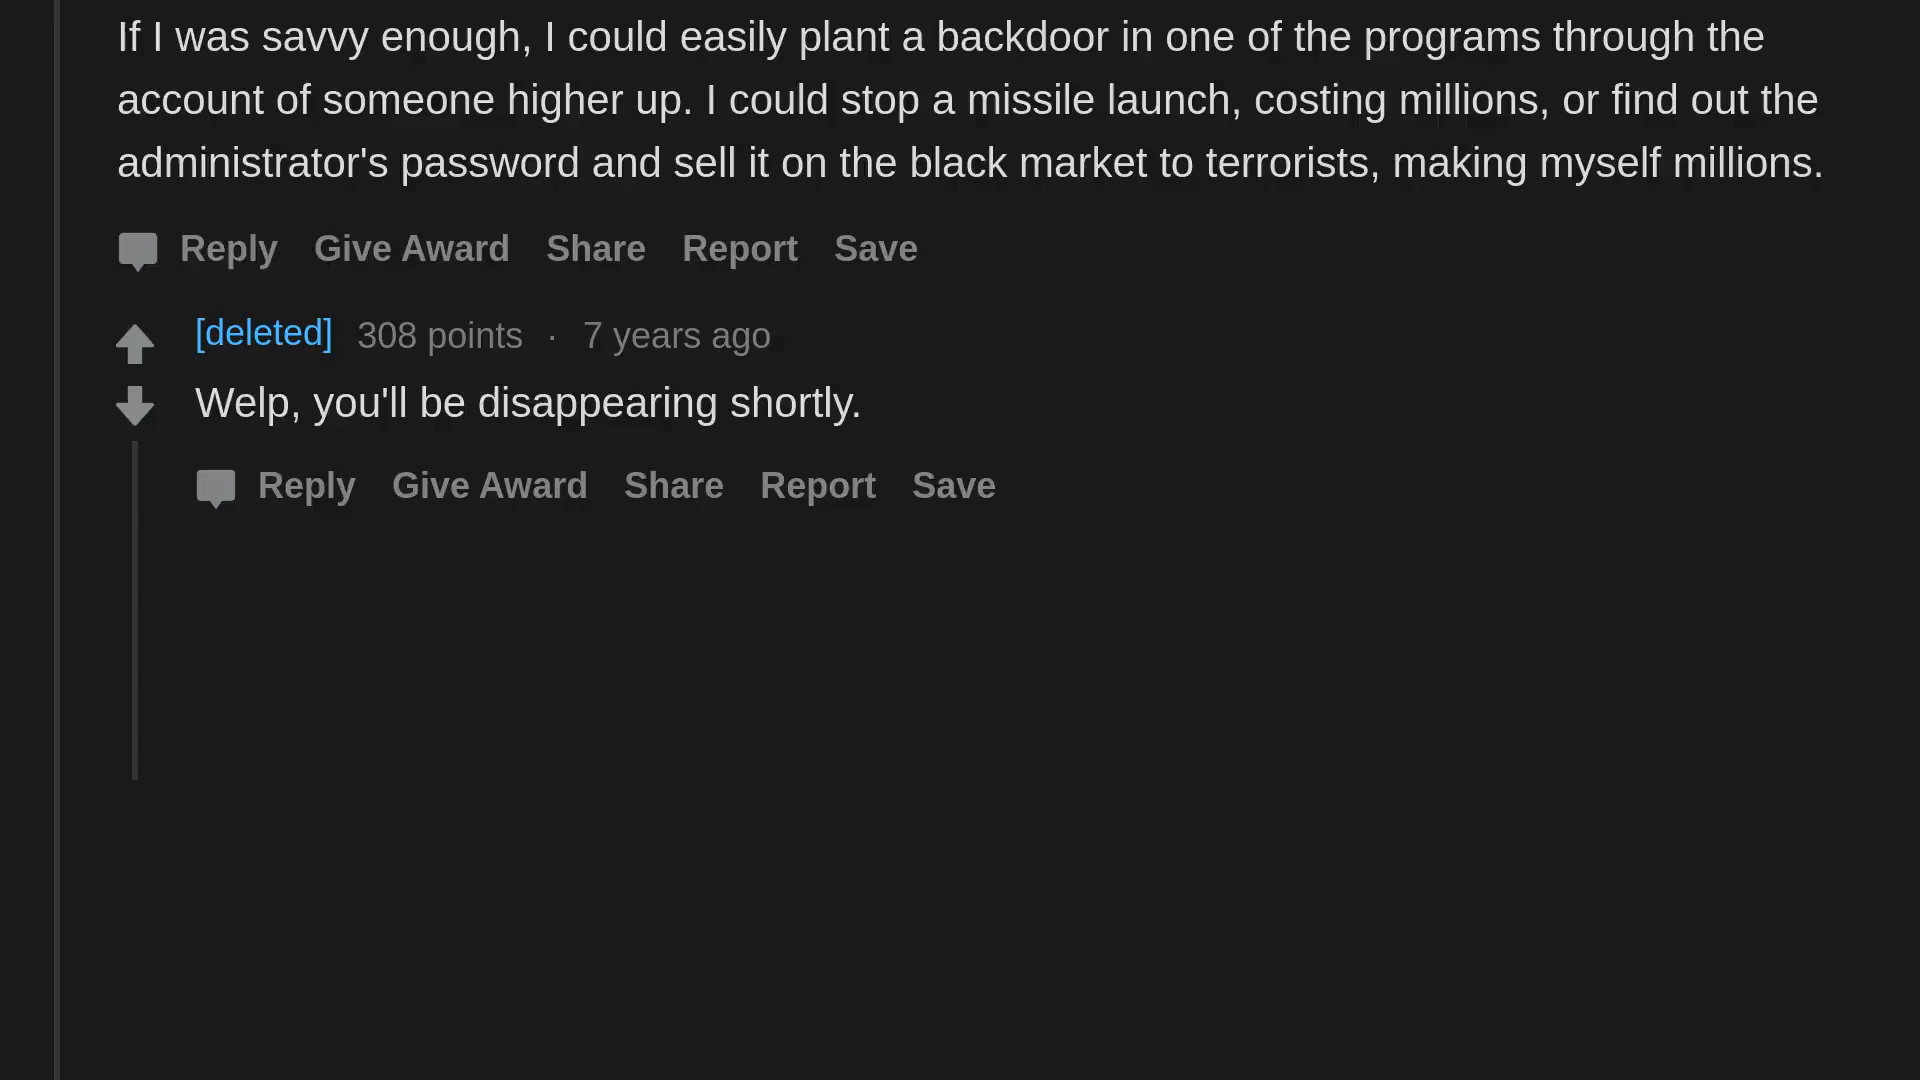 If I was savvy enough, I could easily plant a backdoor in one of the programs through the
account of someone higher up. I could stop a missile launch, costing millions, or find out the
administrator's password and sell it on the black market to terrorists, making myself millions.
Reply Give Award Share Report Save
[deleted] 308 points · 7 years ago
Welp, you'll be disappearing shortly.
Reply Give Award Share Report Save